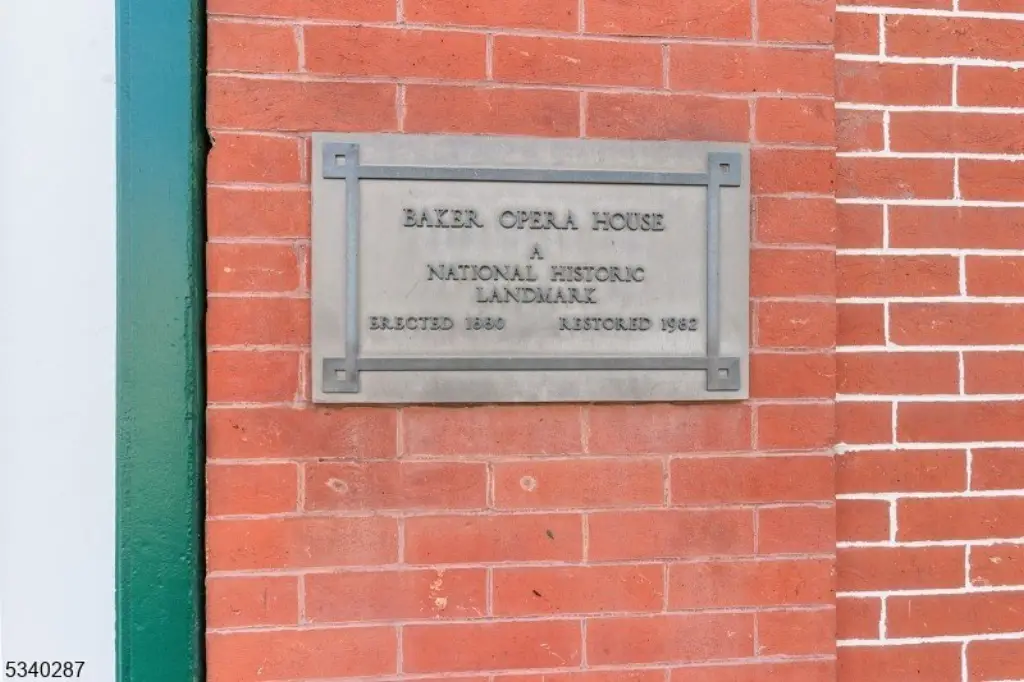 BAKER OPERA HOUSE
A
NATIONAL HISTORIC
LANDMARK
ERECTED 1880 RESTORED 1982
5340287